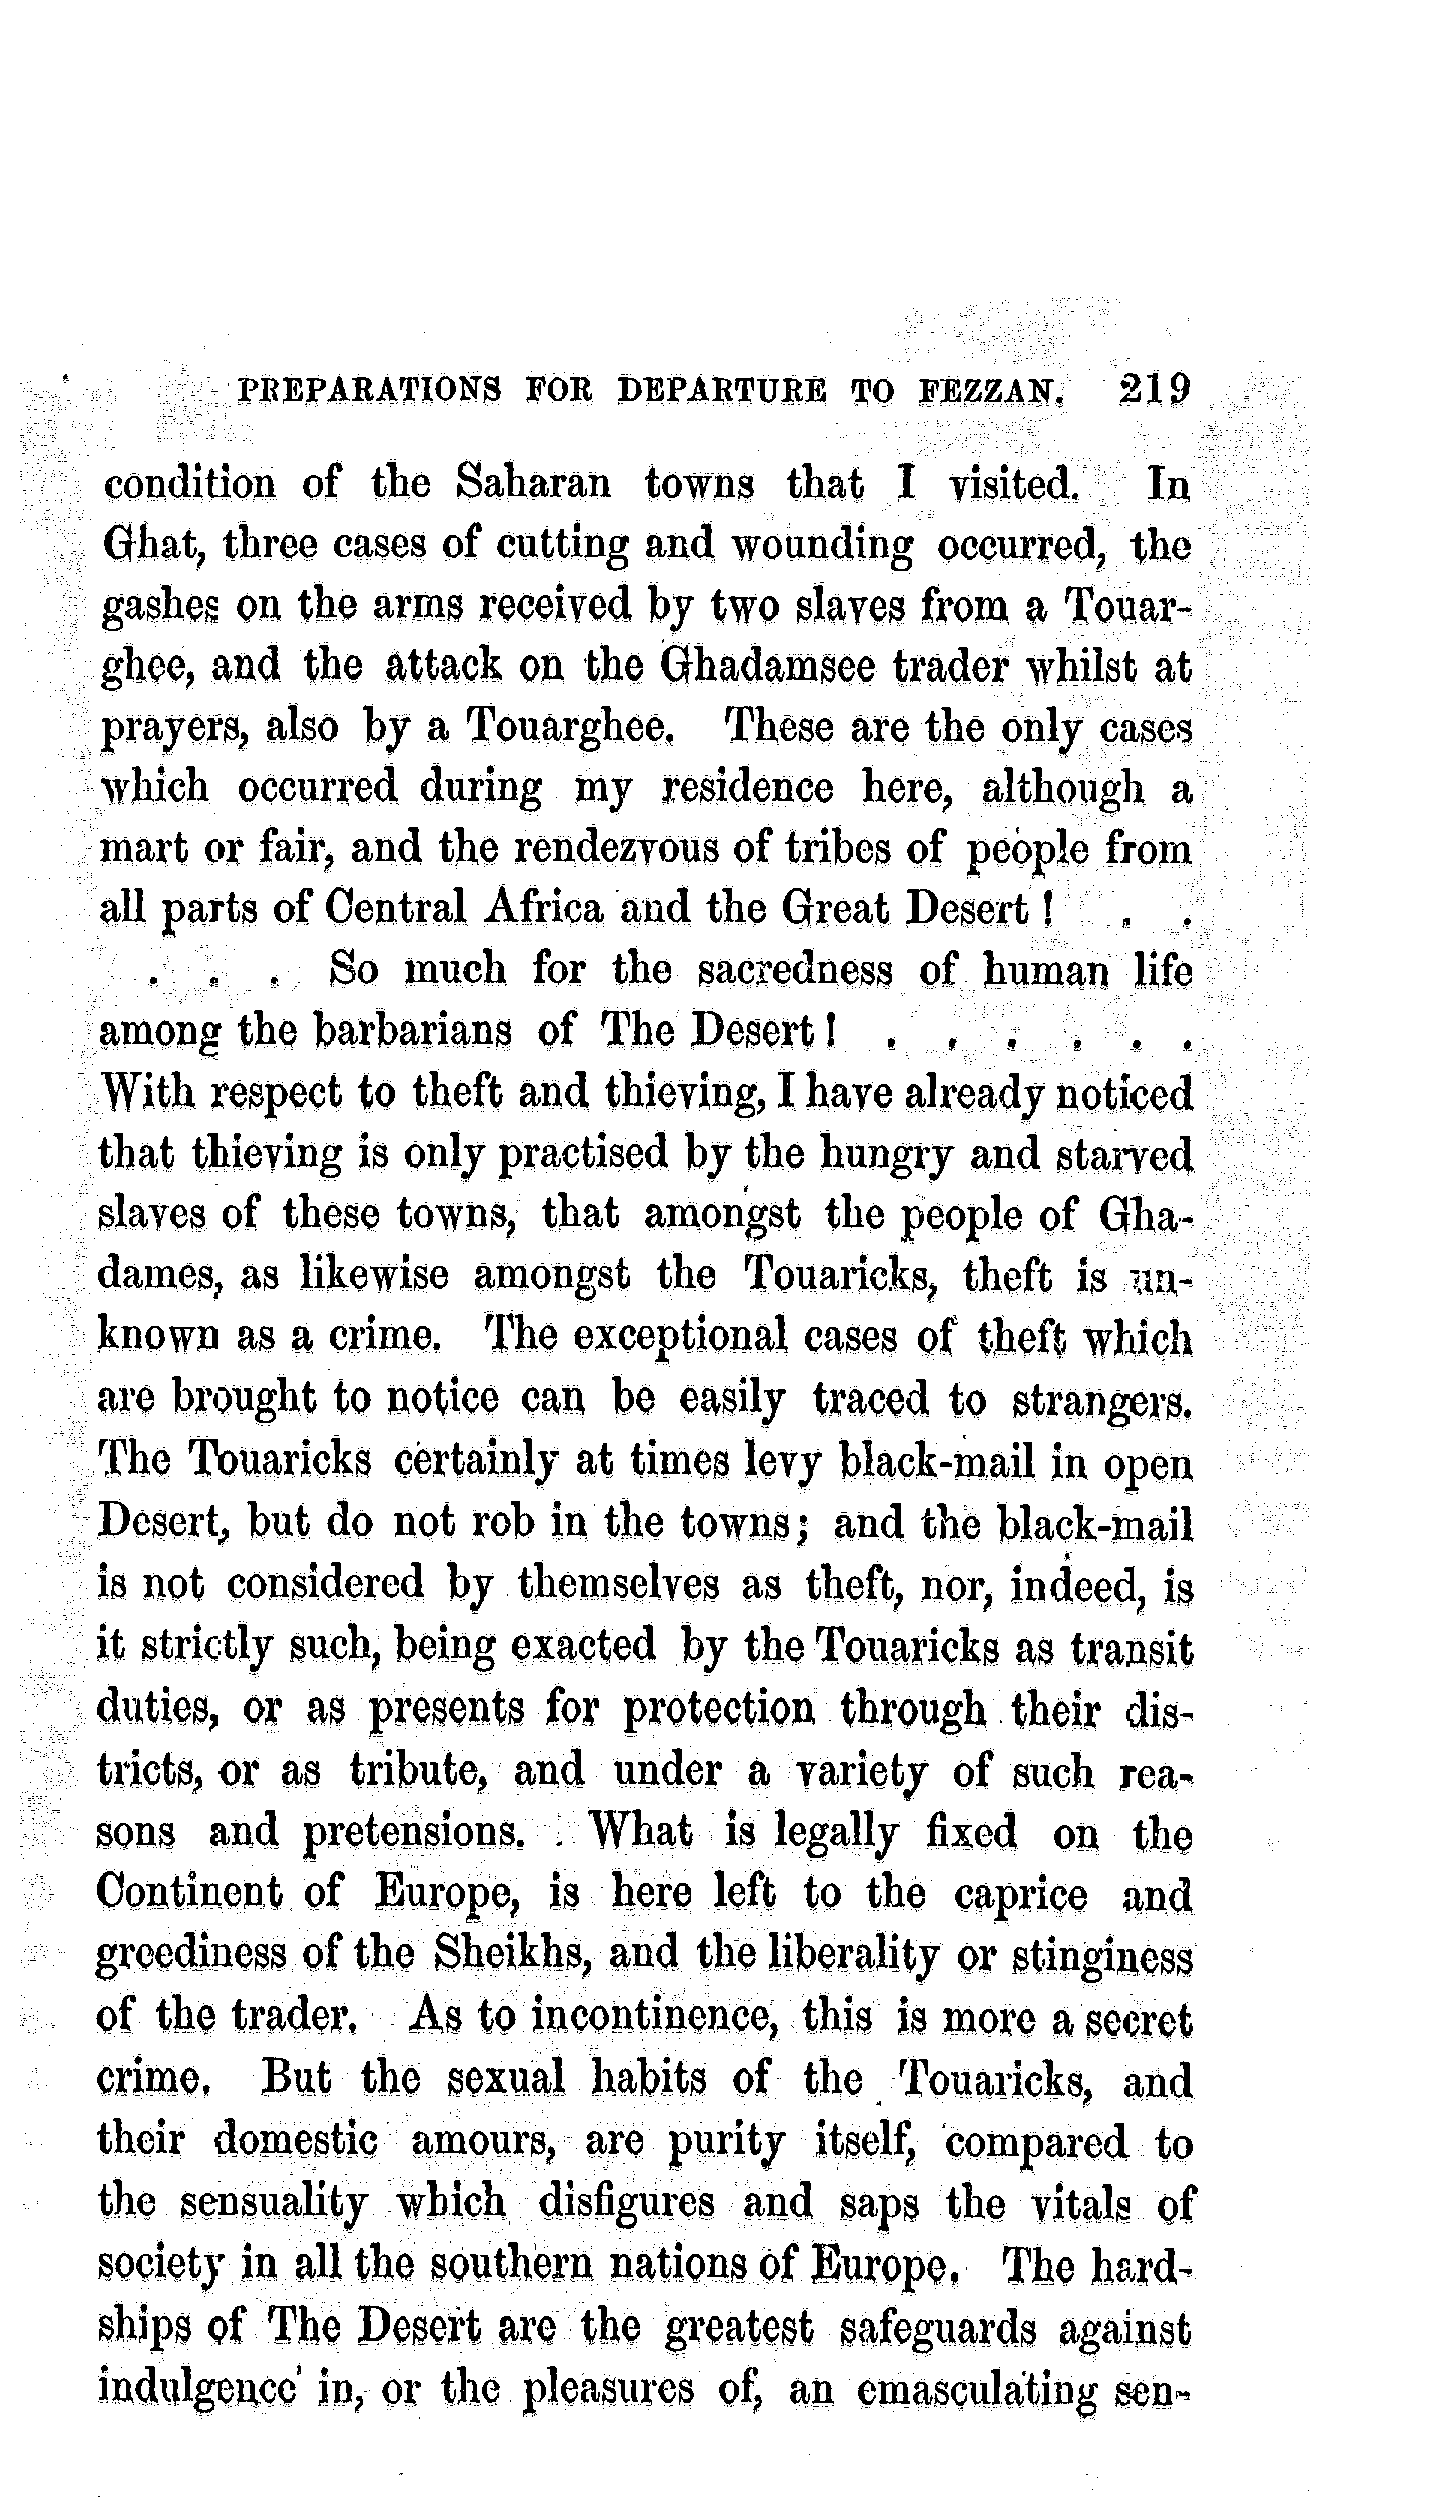 PREPARATIONS FOR DEPARTURE TO FEZZAN. 219
condition of the Saharan towns that I visited. In
Ghat, three cases of cutting and wounding occurred, the
gashes on the arms received by two slaves from a Touar-
ghee, and the attack on the Ghadamsee trader whilst at
prayers, also by a Touarghee. These are the only cases
which occurred during my residence here, although a
mart or fair, and the rendezvous of tribes of people from
all parts of Central Africa and the Great Desert! . .
. . . So much for the sacredness of human life
among the barbarians of The Desert! . . . . . .
With respect to theft and thieving, I have already noticed
that thieving is only practised by the hungry and starved
slaves of these towns, that amongst the people of Gha-
dames, as likewise amongst the Touaricks, theft is un-
known as a crime. The exceptional cases of theft which
are brought to notice can be easily traced to strangers.
The Touaricks certainly at times levy black-mail in open
Desert, but do not rob in the towns; and the black-mail
is not considered by themselves as theft, nor, indeed, is
it strictly such, being exacted by the Touaricks as transit
duties, or as presents for protection through their dis-
tricts, or as tribute, and under a variety of such rea-
sons and pretensions. What is legally fixed on the
Continent of Europe, is here left to the caprice and
greediness of the Sheikhs, and the liberality or stinginess
of the trader. As to incontinence, this is more a secret
crime. But the sexual habits of the Touaricks, and
their domestic amours, are purity itself, compared to
the sensuality which disfigures and saps the vitals of
society in all the southern nations of Europe. The hard-
ships of The Desert are the greatest safeguards against
indulgence in, or the pleasures of, an emasculating sen-